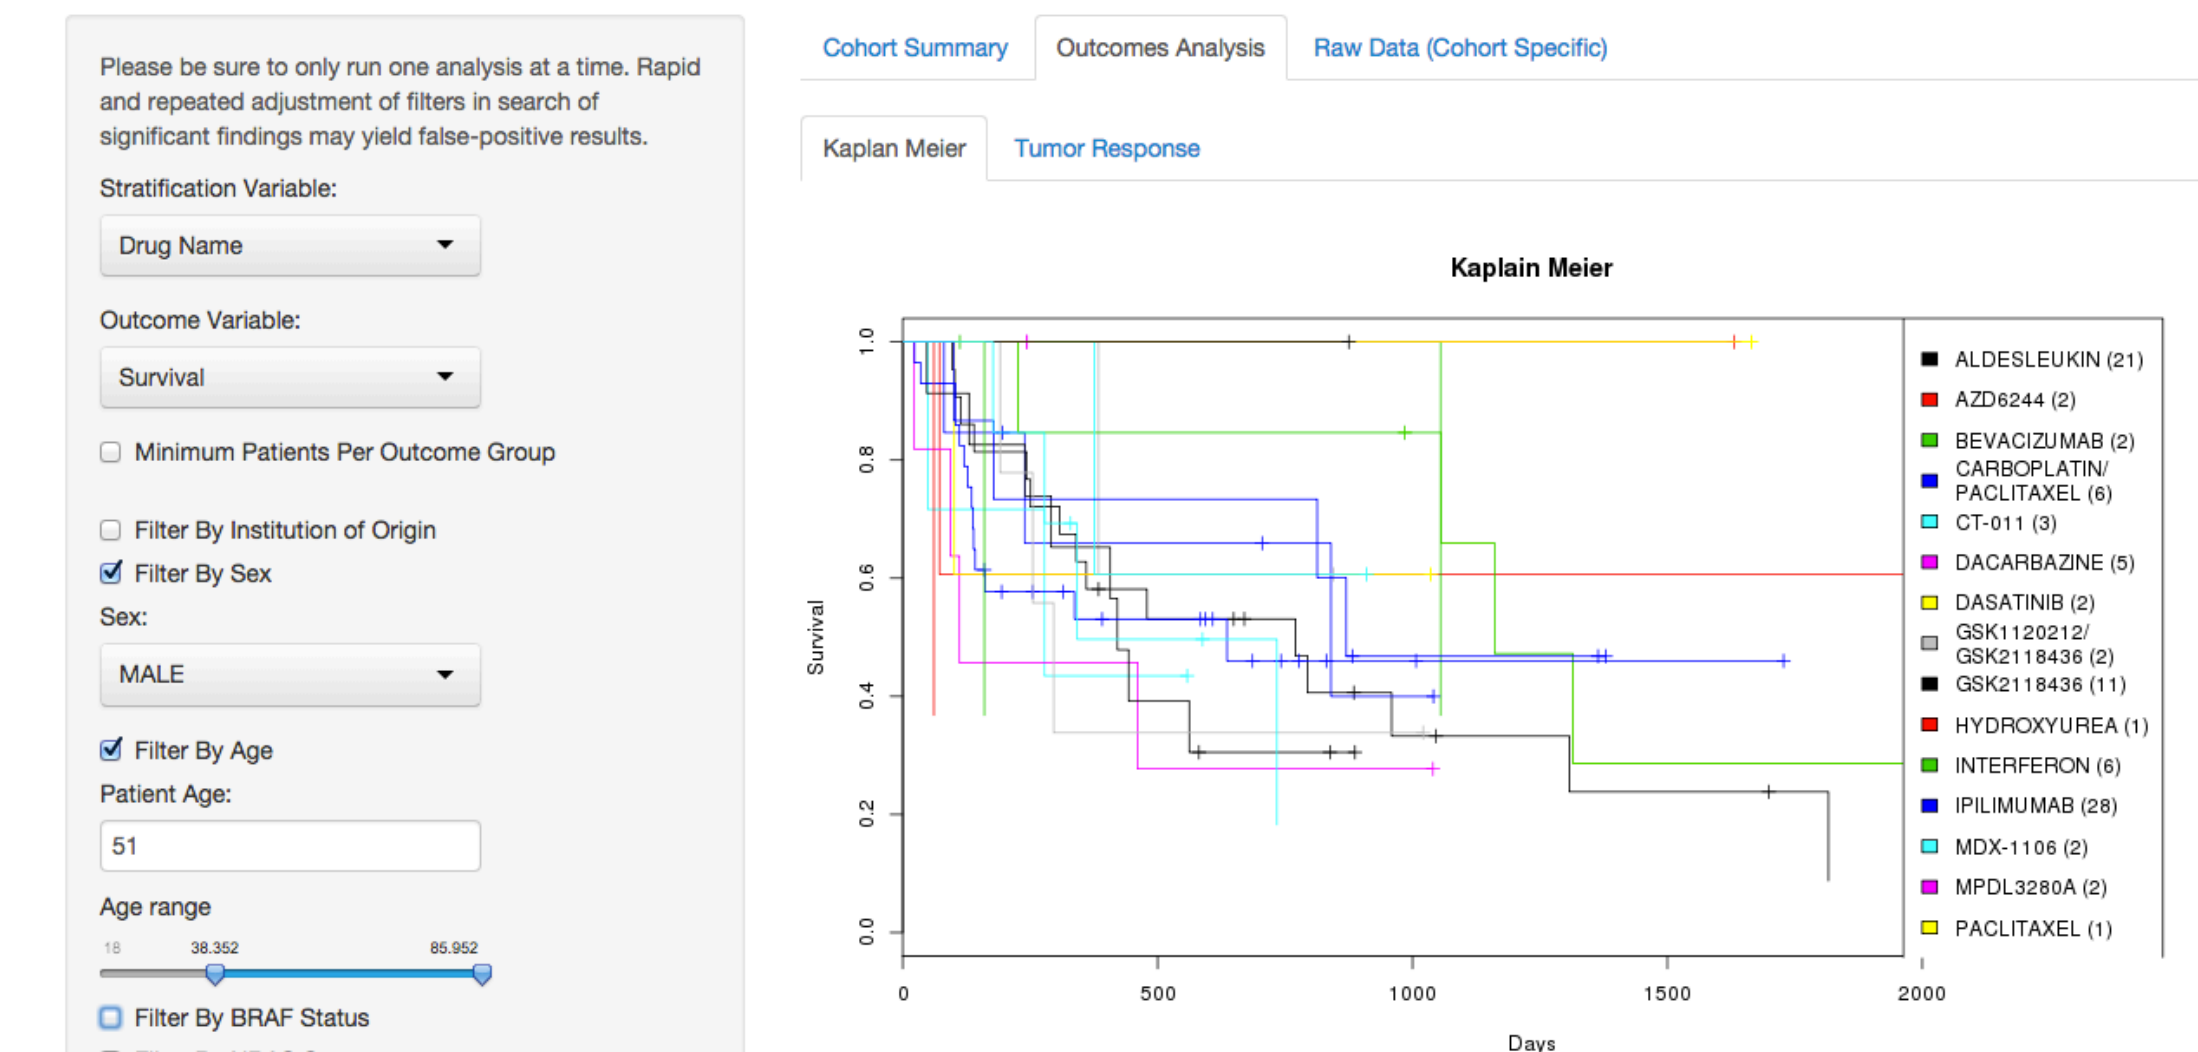 Please be sure to only run one analysis at a time. Rapid
and repeated adjustment of filters in search of
significant findings may yield false-positive results.
Stratification Variable:
Drug Name
Outcome Variable:
Survival
Minimum Patients Per Outcome Group
Filter By Institution of Origin
Filter By Sex
Sex:
MALE
Filter By Age
Patient Age:
51
Age range
18 38.352 85.952
Filter By BRAF Status
Cohort Summary Outcomes Analysis Raw Data (Cohort Specific)
Kaplan Meier Tumor Response
Kaplain Meier
Survival
1.0
0.8
0.6
0.4
0.2
0.0
0 500 1000 1500 2000
Days
ALDESLEUKIN (21)
AZD6244 (2)
BEVACIZUMAB (2)
CARBOPLATIN/
PACLITAXEL (6)
CT-011 (3)
DACARBAZINE (5)
DASATINIB (2)
GSK1120212/
GSK2118436 (2)
GSK2118436 (11)
HYDROXYUREA (1)
INTERFERON (6)
IPILIMUMAB (28)
MDX-1106 (2)
MPDL3280A (2)
PACLITAXEL (1)